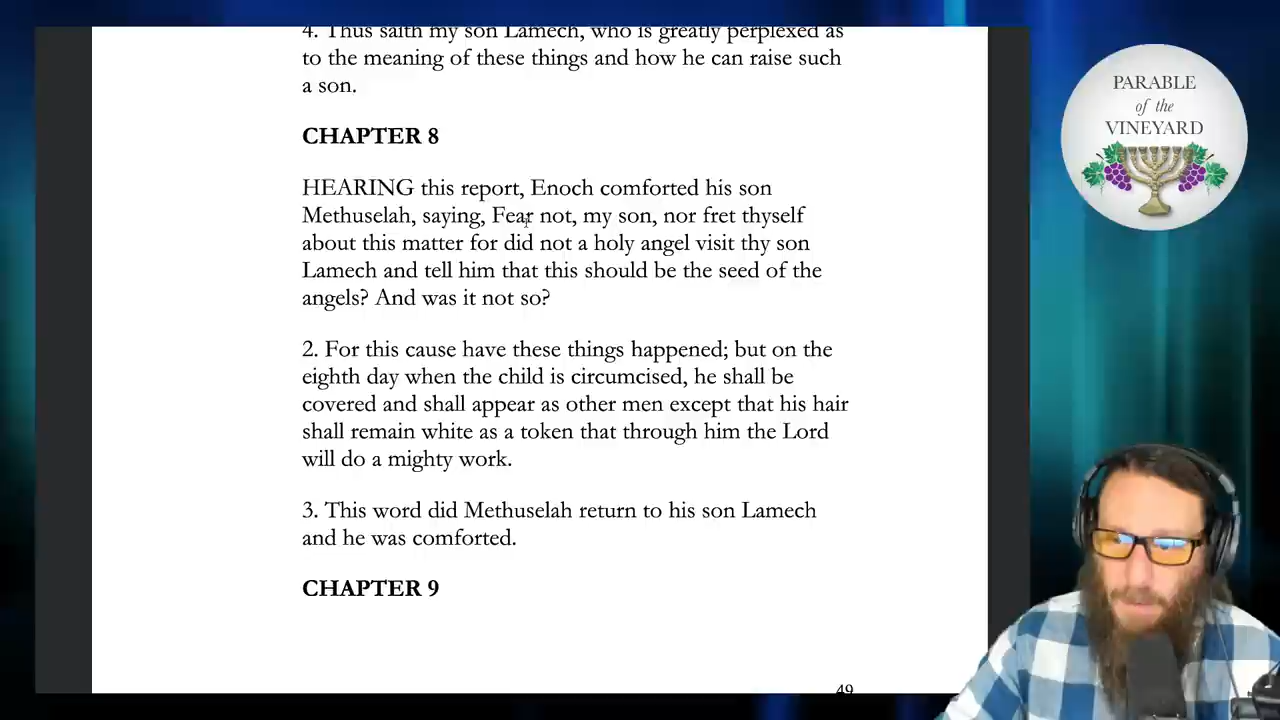 4. Thus saith my son Lamech, who is greatly perplexed as
to the meaning of these things and how he can raise such
a son.
CHAPTER 8
HEARING this report, Enoch comforted his son
Methuselah, saying, Fear not, my son, nor fret thyself
about this matter for did not a holy angel visit thy son
Lamech and tell him that this should be the seed of the
angels? And was it not so?
2. For this cause have these things happened; but on the
eighth day when the child is circumcised, he shall be
covered and shall appear as other men except that his hair
shall remain white as a token that through him the Lord
will do a mighty work.
3. This word did Methuselah return to his son Lamech
and he was comforted.
CHAPTER 9
49
PARABLE
of the
VINEYARD